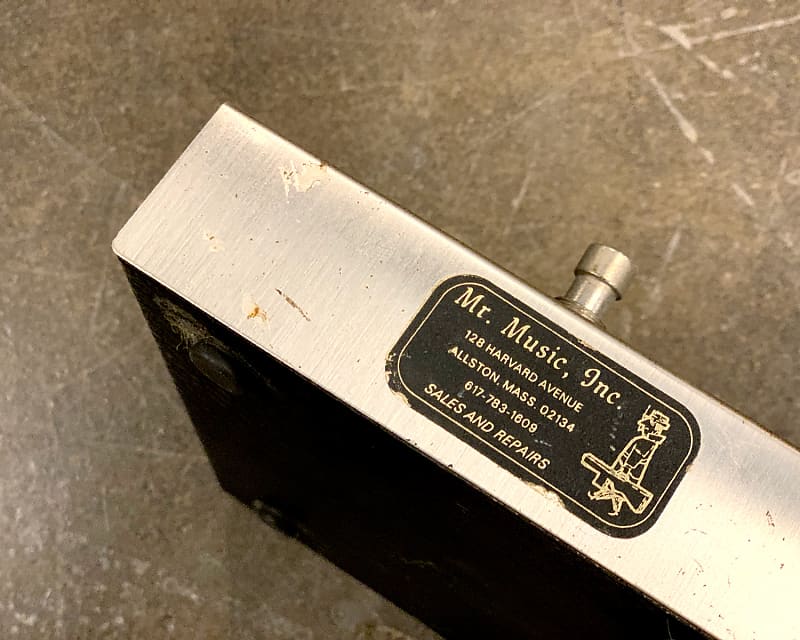 Mr. Music, Inc
128 HARVARD AVENUE
ALLSTON, MASS. 02134
617-783-1609
SALES AND REPAIRS